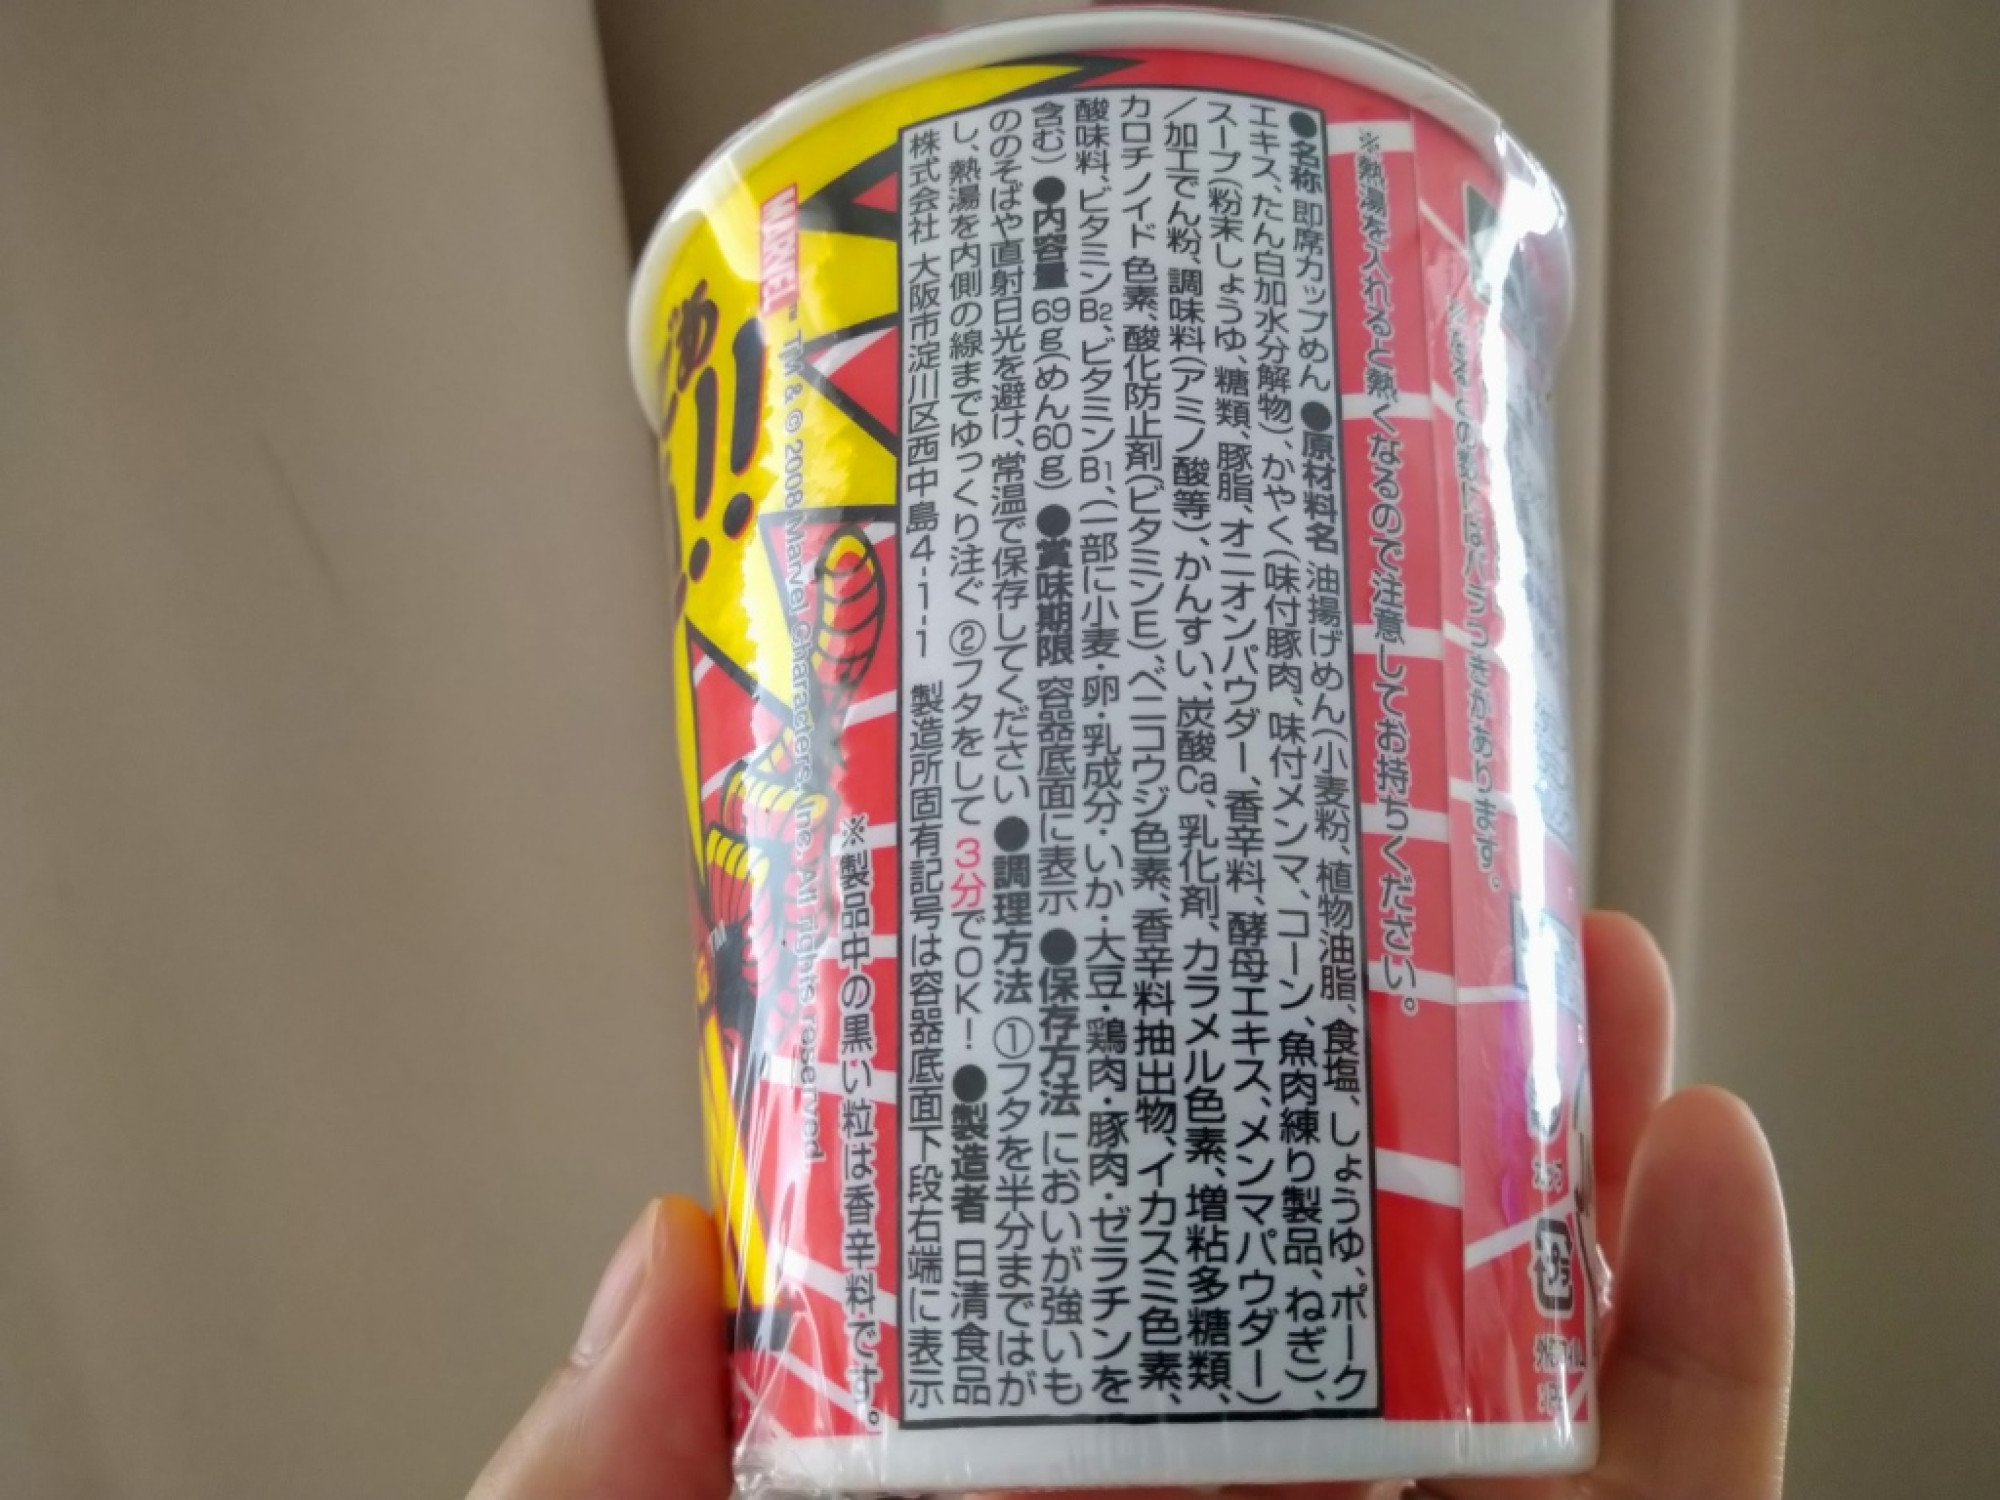 ※熱湯を入れると熱くなるので注意してお持ちください。
●名称 即席カップめん ●原材料名 油揚げめん(小麦粉、植物油脂、食塩、しょうゆ、ポーク
エキス、たん白加水分解物)、かやく(味付豚肉、味付メンマ、コーン、魚肉練り製品、ねぎ)、
スープ(粉末しょうゆ、糖類、豚脂、オニオンパウダー、香辛料、酵母エキス、メンマパウダー)
/加工でん粉、調味料(アミノ酸等)、かんすい、炭酸Ca、乳化剤、カラメル色素、増粘多糖類、
カロチノイド色素、酸化防止剤(ビタミンE)、ベニコウジ色素、香辛料抽出物、イカスミ色素、
酸味料、ビタミンB2、ビタミンB1、(一部に小麦・卵・乳成分・いか・大豆・鶏肉・豚肉・ゼラチンを
含む) ●内容量 69g(めん60g) ●賞味期限 容器底面に表示 ●保存方法 においが強いも
ののそばや直射日光を避け、常温で保存してください ●調理方法 ①フタを半分まではが
し、熱湯を内側の線までゆっくり注ぐ ②フタをして3分でOK! ●製造者 日清食品
株式会社 大阪市淀川区西中島4-1-1 製造所固有記号は容器底面下段右端に表示
※製品中の黒い粒は香辛料です。
MARVEL TM & © 2008 Marvel Characters, Inc. All rights reserved.
プラ